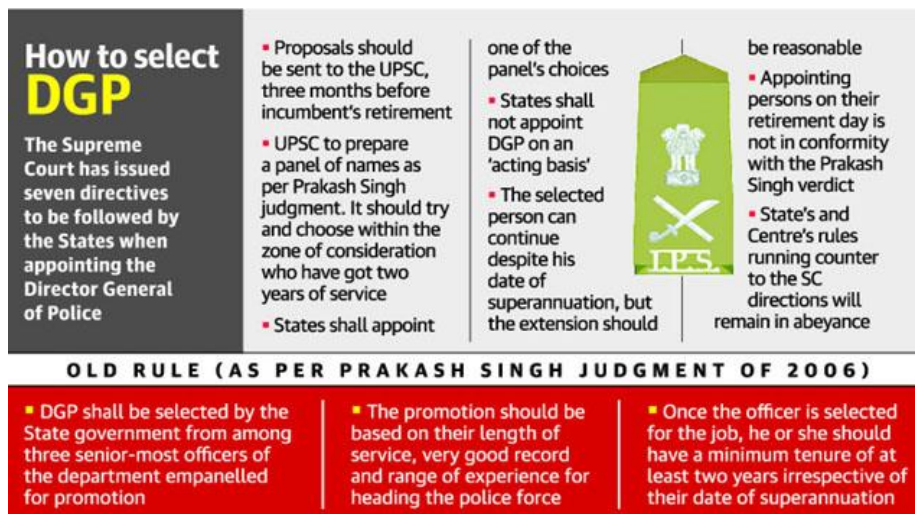 How to select
DGP
The Supreme
Court has issued
seven directives
to be followed by
the States when
appointing the
Director General
of Police
▪ Proposals should
be sent to the UPSC,
three months before
incumbent's retirement
▪ UPSC to prepare
a panel of names as
per Prakash Singh
judgment. It should try
and choose within the
zone of consideration
who have got two
years of service
▪ States shall appoint
one of the
panel's choices
▪ States shall
not appoint
DGP on an
'acting basis'
▪ The selected
person can
continue
despite his
date of
superannuation, but
the extension should
be reasonable
▪ Appointing
persons on their
retirement day is
not in conformity
with the Prakash
Singh verdict
▪ State's and
Centre's rules
running counter
to the SC
directions will
remain in abeyance
I.P.S.
OLD RULE (AS PER PRAKASH SINGH JUDGMENT OF 2006)
▪ DGP shall be selected by the
State government from among
three senior-most officers of
the department empanelled
for promotion
▪ The promotion should be
based on their length of
service, very good record
and range of experience for
heading the police force
▪ Once the officer is selected
for the job, he or she should
have a minimum tenure of at
least two years irrespective of
their date of superannuation